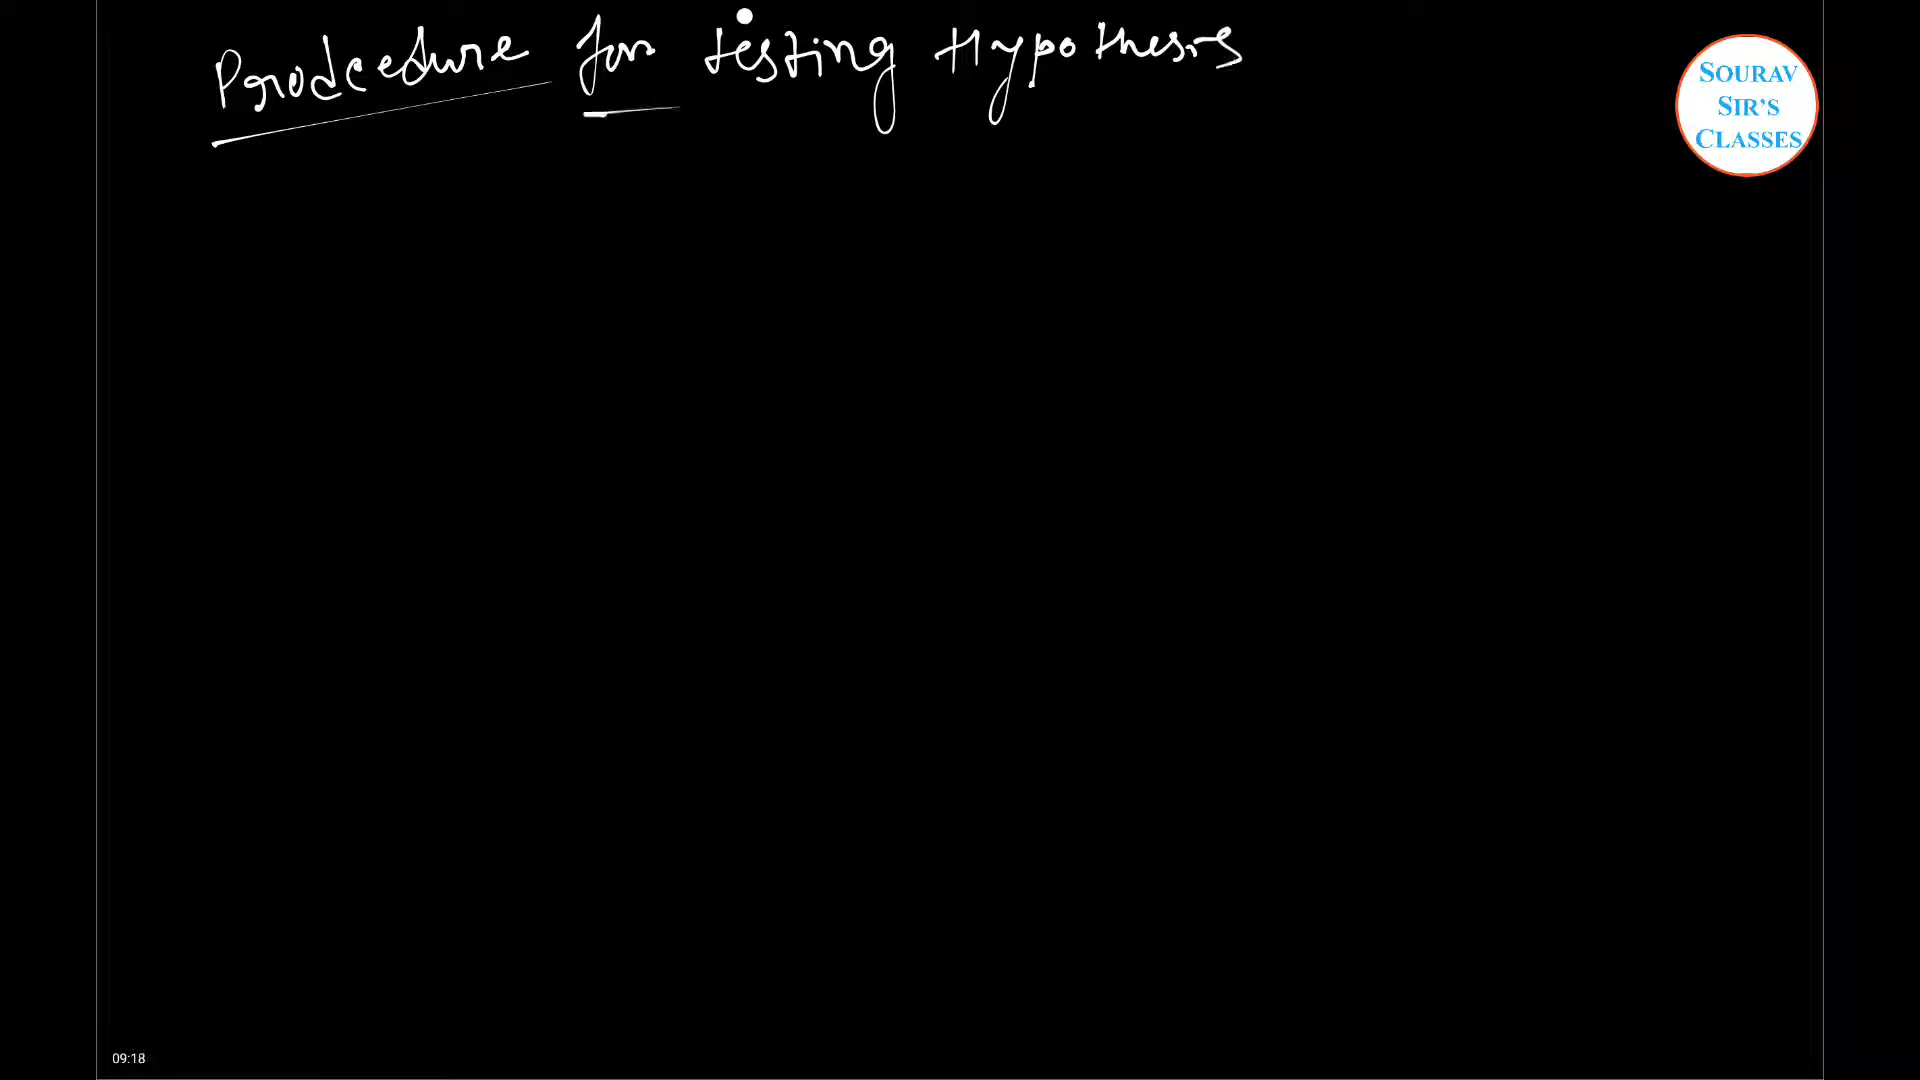 Prodcedure for testing Hypothesis
SOURAV
SIR'S
CLASSES
09:18